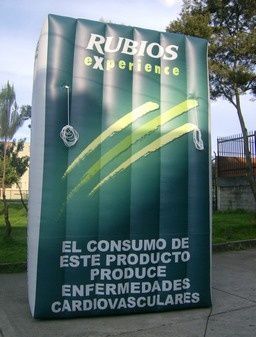 RUBIOS
eXperience
EL CONSUMO DE
ESTE PRODUCTO
PRODUCE
ENFERMEDADES
CARDIOVASCULARES